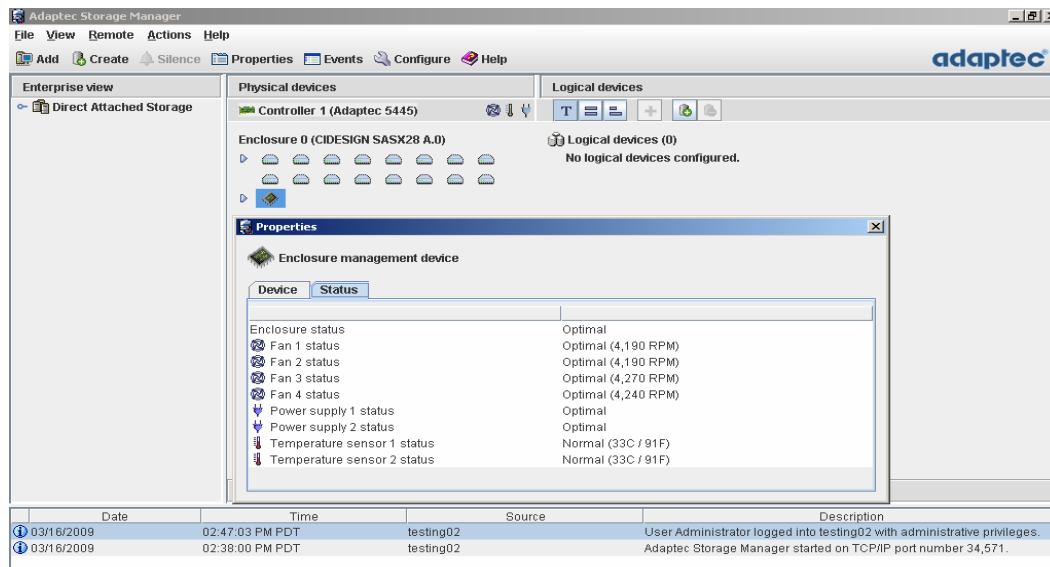 Adaptec Storage Manager
File View Remote Actions Help
Add Create Silence Properties Events Configure Help
adaptec
Enterprise view
Direct Attached Storage
Physical devices
Controller 1 (Adaptec 5445)
Enclosure 0 (CIDESIGN SASX28 A.0)
Logical devices
T
Logical devices (0)
No logical devices configured.
Properties
Enclosure management device
Device Status
Enclosure status Optimal
Fan 1 status Optimal (4,190 RPM)
Fan 2 status Optimal (4,190 RPM)
Fan 3 status Optimal (4,270 RPM)
Fan 4 status Optimal (4,240 RPM)
Power supply 1 status Optimal
Power supply 2 status Optimal
Temperature sensor 1 status Normal (33C / 91F)
Temperature sensor 2 status Normal (33C / 91F)
Date Time Source Description
03/16/2009 02:47:03 PM PDT testing02 User Administrator logged into testing02 with administrative privileges.
03/16/2009 02:38:00 PM PDT testing02 Adaptec Storage Manager started on TCP/IP port number 34,571.